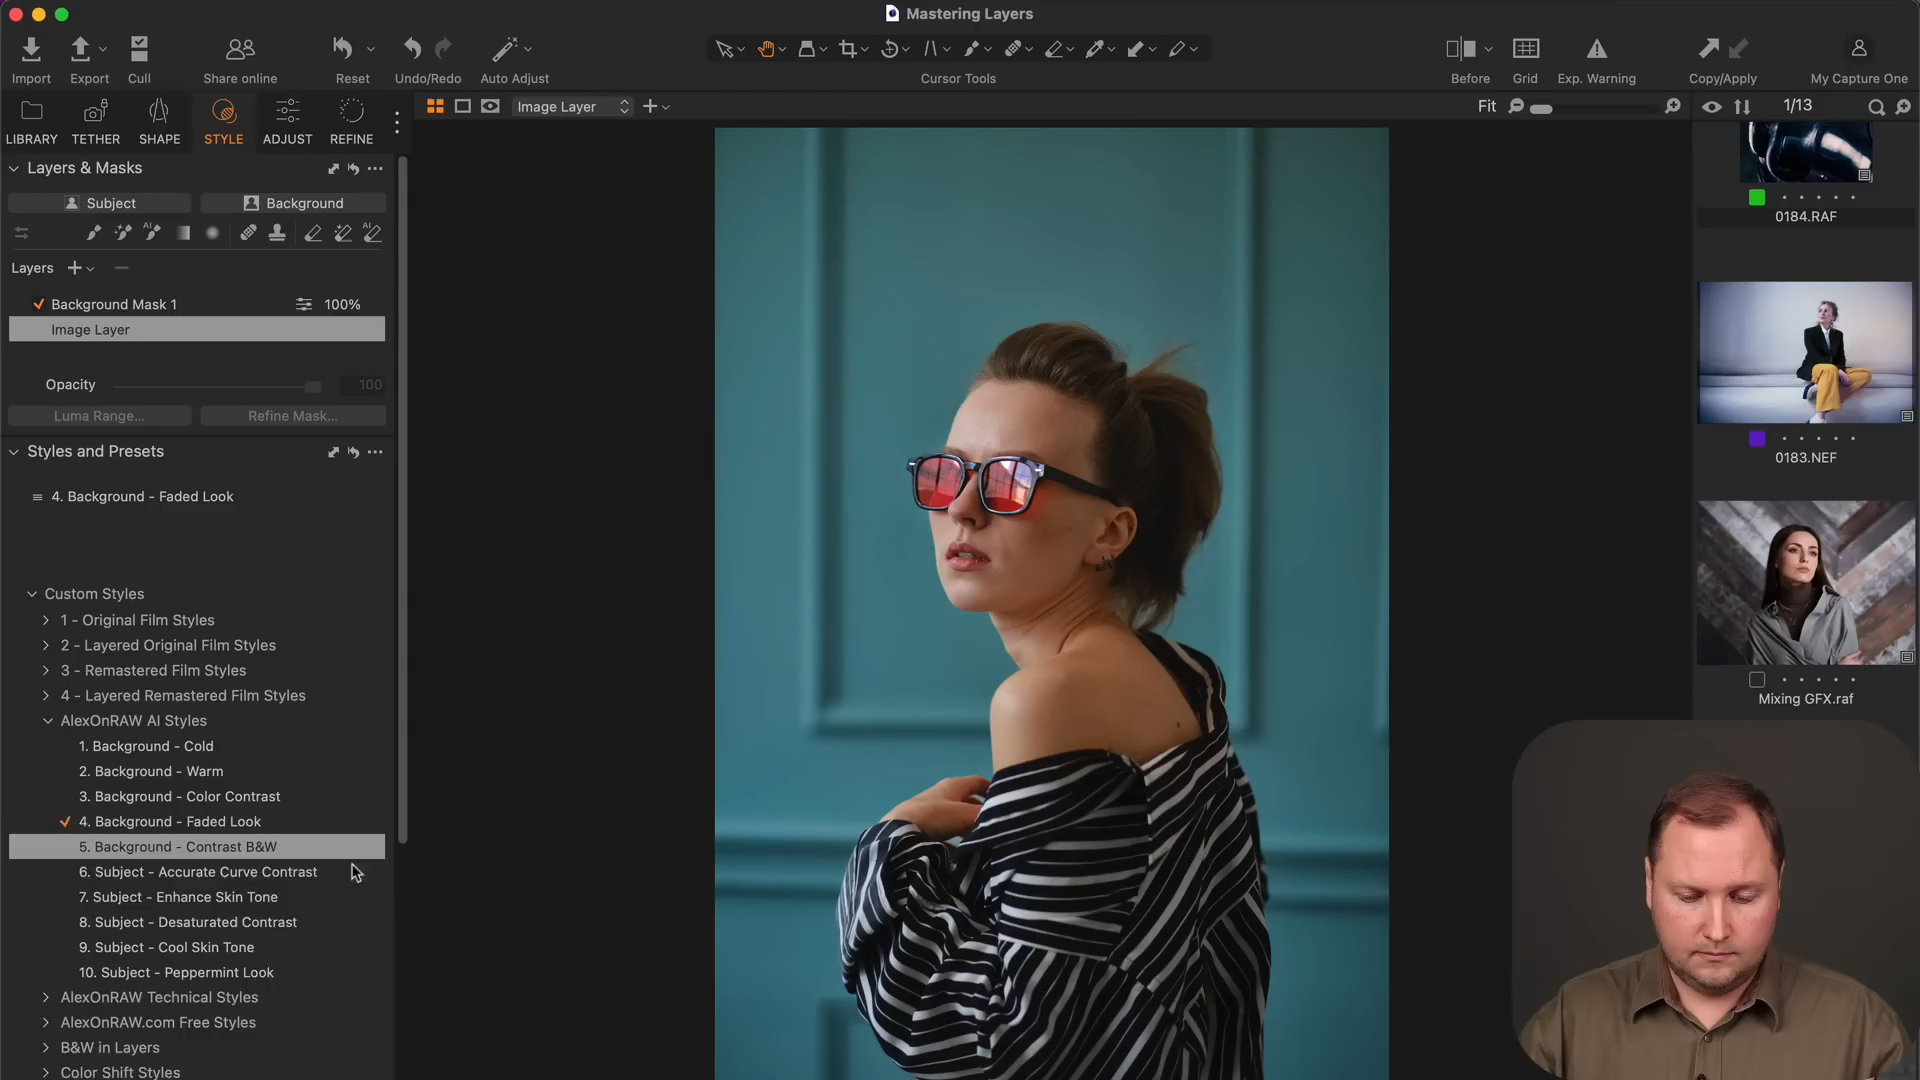 Mastering Layers
Import
Export
Cull
Share online
Reset
Undo/Redo
Auto Adjust
Cursor Tools
Before
Grid
Exp. Warning
Copy/Apply
My Capture One
LIBRARY
TETHER
SHAPE
STYLE
ADJUST
REFINE
Image Layer
Fit
1/13
Layers & Masks
Subject
Background
AI
AI
Layers
Background Mask 1
100%
Image Layer
Opacity
100
Luma Range...
Refine Mask...
Styles and Presets
4. Background - Faded Look
Custom Styles
1 - Original Film Styles
2 - Layered Original Film Styles
3 - Remastered Film Styles
4 - Layered Remastered Film Styles
AlexOnRAW AI Styles
1. Background - Cold
2. Background - Warm
3. Background - Color Contrast
4. Background - Faded Look
5. Background - Contrast B&W
6. Subject - Accurate Curve Contrast
7. Subject - Enhance Skin Tone
8. Subject - Desaturated Contrast
9. Subject - Cool Skin Tone
10. Subject - Peppermint Look
AlexOnRAW Technical Styles
AlexOnRAW.com Free Styles
B&W in Layers
Color Shift Styles
0184.RAF
0183.NEF
Mixing GFX.raf